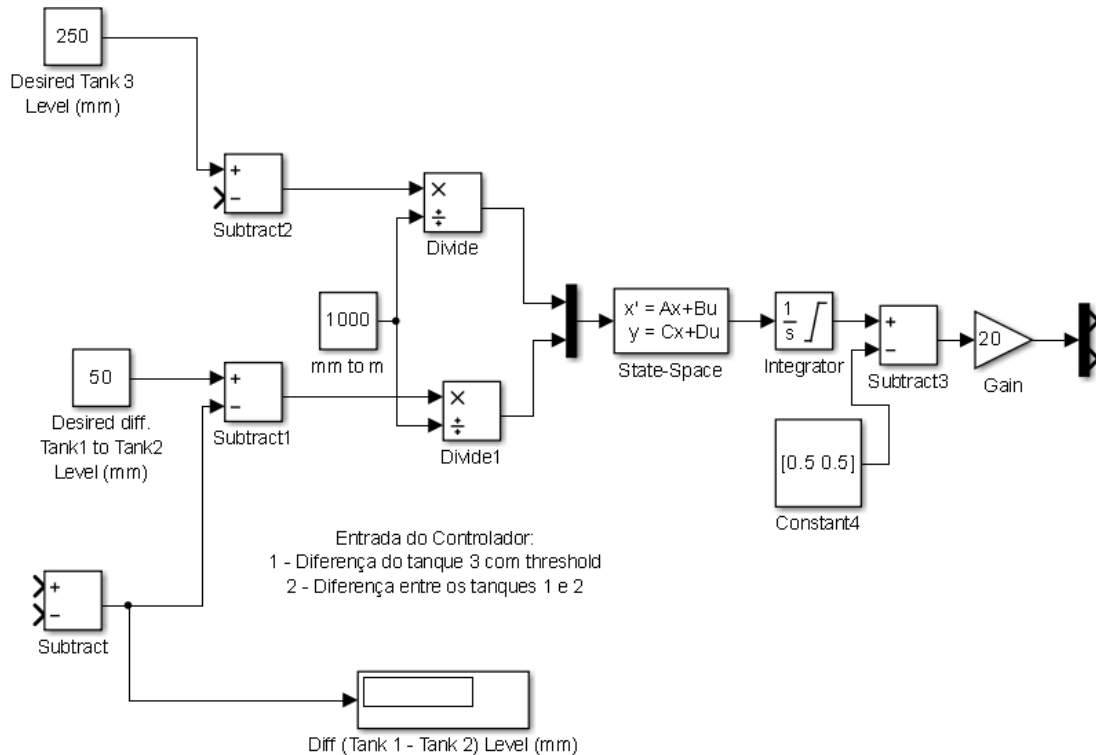 250
Desired Tank 3
Level (mm)
+
−
Subtract2
×
÷
Divide
1000
mm to m
50
Desired diff.
Tank1 to Tank2
Level (mm)
+
−
Subtract1
×
÷
Divide1
x' = Ax+Bu
y = Cx+Du
State-Space
1
s
Integrator
+
−
Subtract3
20
Gain
[0.5 0.5]
Constant4
Entrada do Controlador:
1 - Diferença do tanque 3 com threshold
2 - Diferença entre os tanques 1 e 2
+
−
Subtract
Diff (Tank 1 - Tank 2) Level (mm)